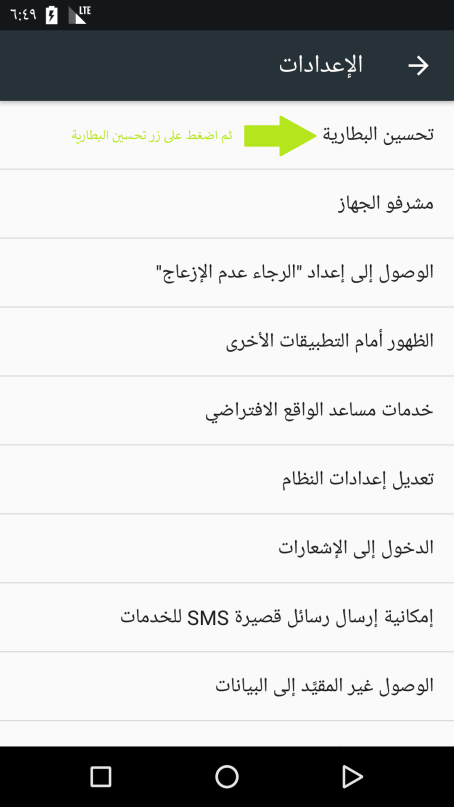 ٦:٤٩
LTE
الإعدادات
تحسين البطارية
ثم اضغط على زر تحسين البطارية
مشرفو الجهاز
الوصول إلى إعداد "الرجاء عدم الإزعاج"
الظهور أمام التطبيقات الأخرى
خدمات مساعد الواقع الافتراضي
تعديل إعدادات النظام
الدخول إلى الإشعارات
إمكانية إرسال رسائل قصيرة SMS للخدمات
الوصول غير المقيَّد إلى البيانات